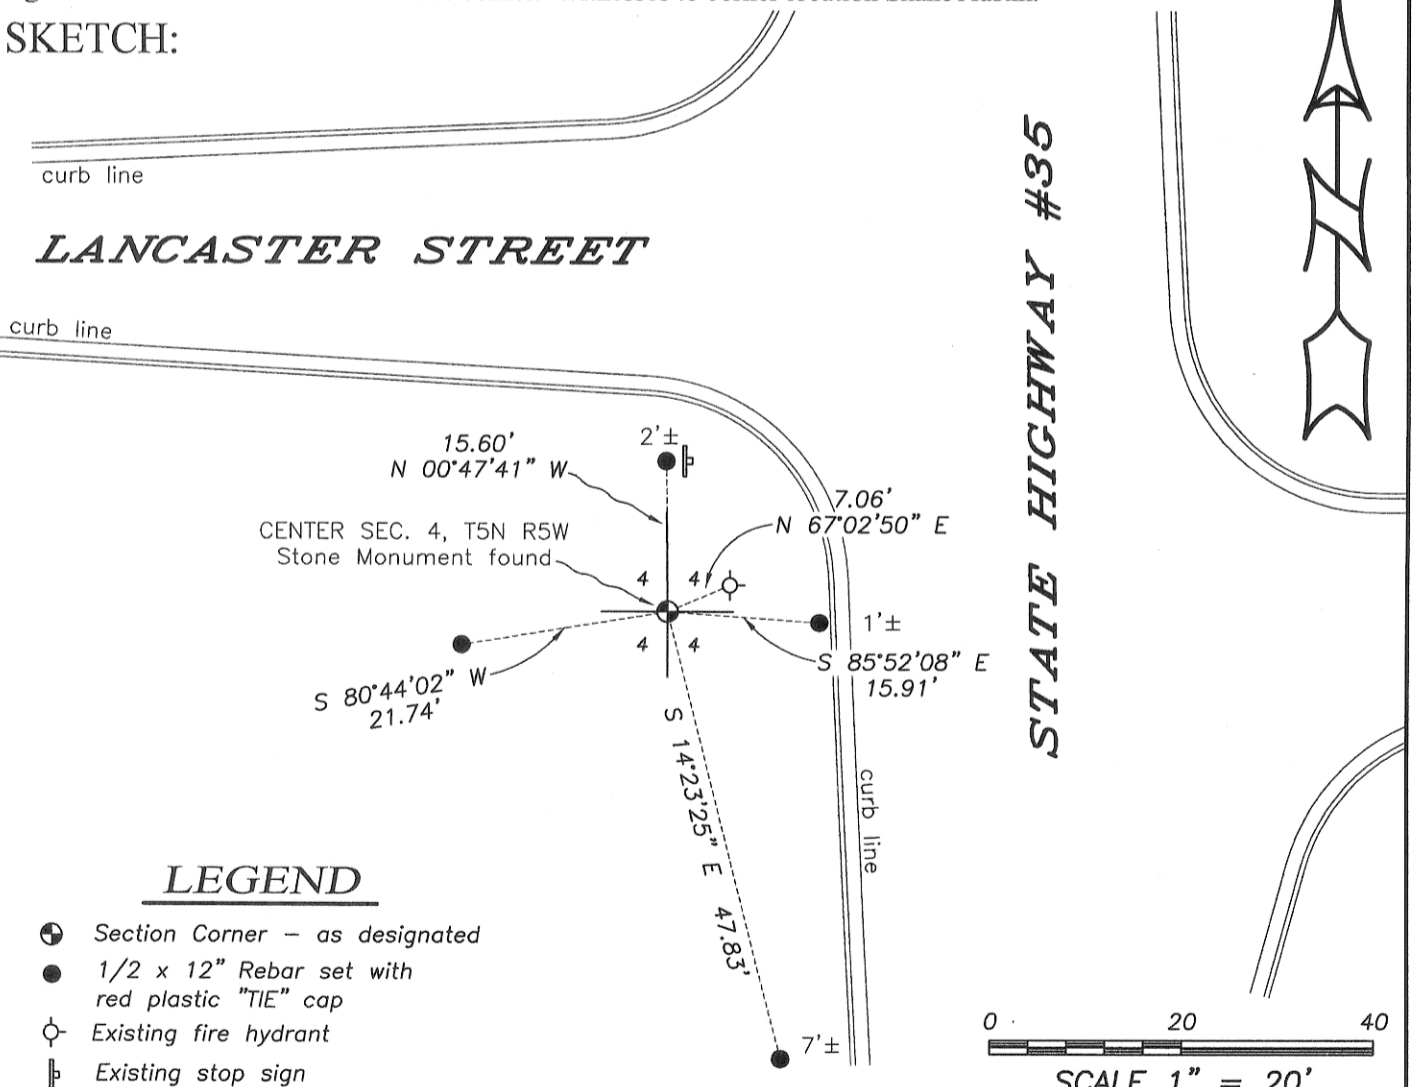 SKETCH:
curb line
LANCASTER STREET
STATE HIGHWAY #35
N
curb line
15.60'
N 00°47'41" W
2'±
7.06'
N 67°02'50" E
CENTER SEC. 4, T5N R5W
Stone Monument found
4 4
4 4
1'±
S 85°52'08" E
15.91'
S 80°44'02" W
21.74'
S 14°23'25" E 47.83'
curb line
7'±
LEGEND
Section Corner - as designated
1/2 x 12" Rebar set with
red plastic "TIE" cap
Existing fire hydrant
Existing stop sign
0 20 40
SCALE 1" = 20'